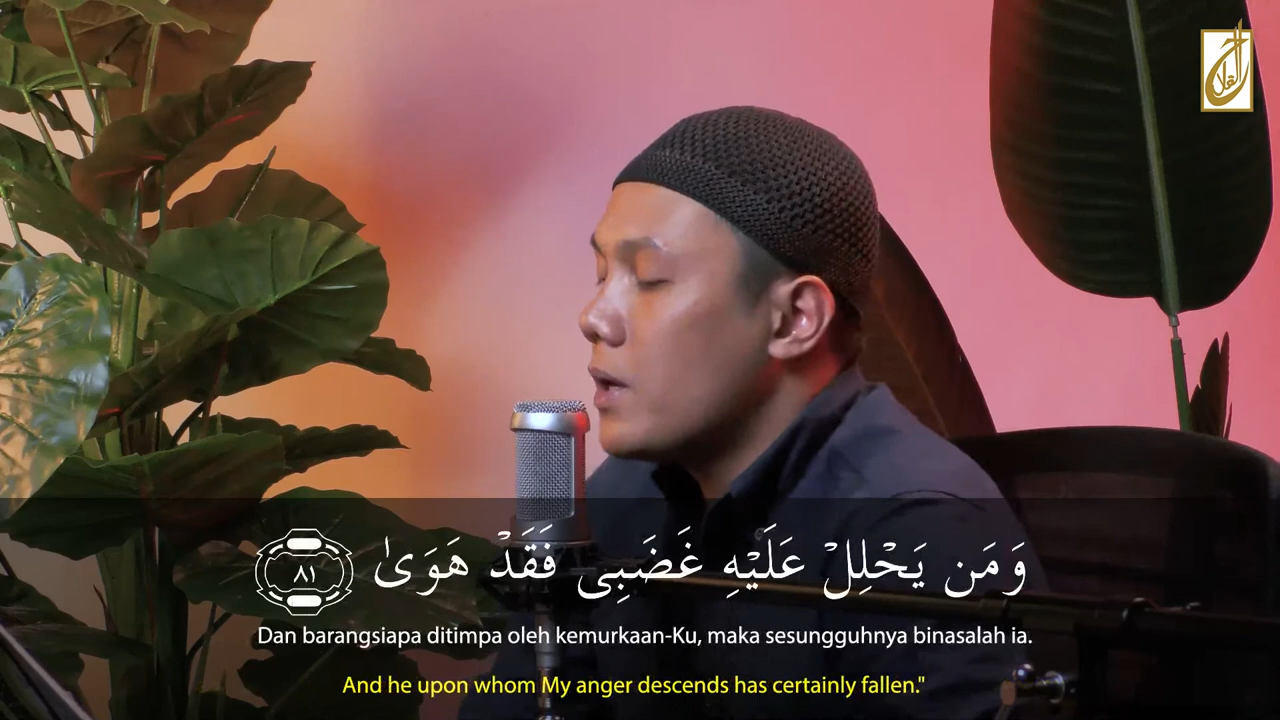 وَمَن يَحْلِلْ عَلَيْهِ غَضَبِى فَقَدْ هَوَىٰ ٨١
Dan barangsiapa ditimpa oleh kemurkaan-Ku, maka sesungguhnya binasalah ia.
And he upon whom My anger descends has certainly fallen."